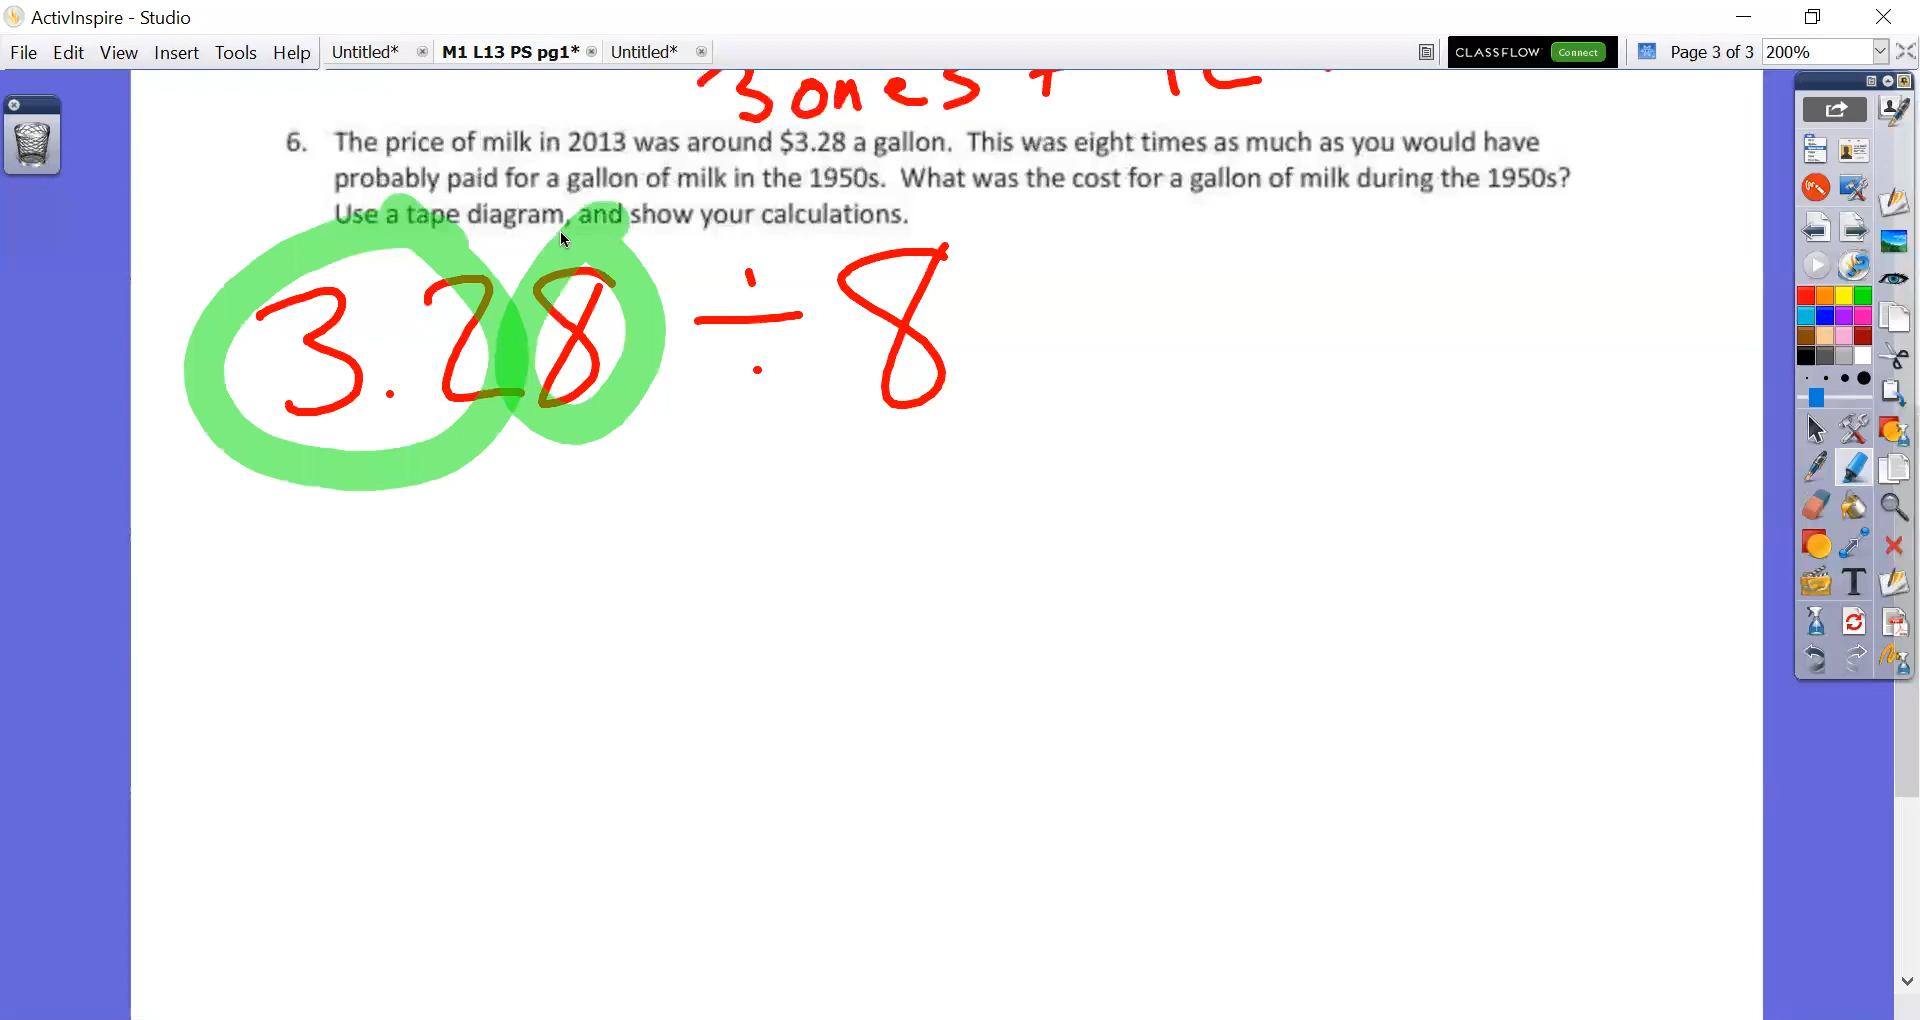 ActivInspire - Studio
File Edit View Insert Tools Help Untitled* M1 L13 PS pg1* Untitled* CLASSFLOW Connect Page 3 of 3 200%
3 ones +
6. The price of milk in 2013 was around $3.28 a gallon. This was eight times as much as you would have
probably paid for a gallon of milk in the 1950s. What was the cost for a gallon of milk during the 1950s?
Use a tape diagram, and show your calculations.
3.28 ÷ 8